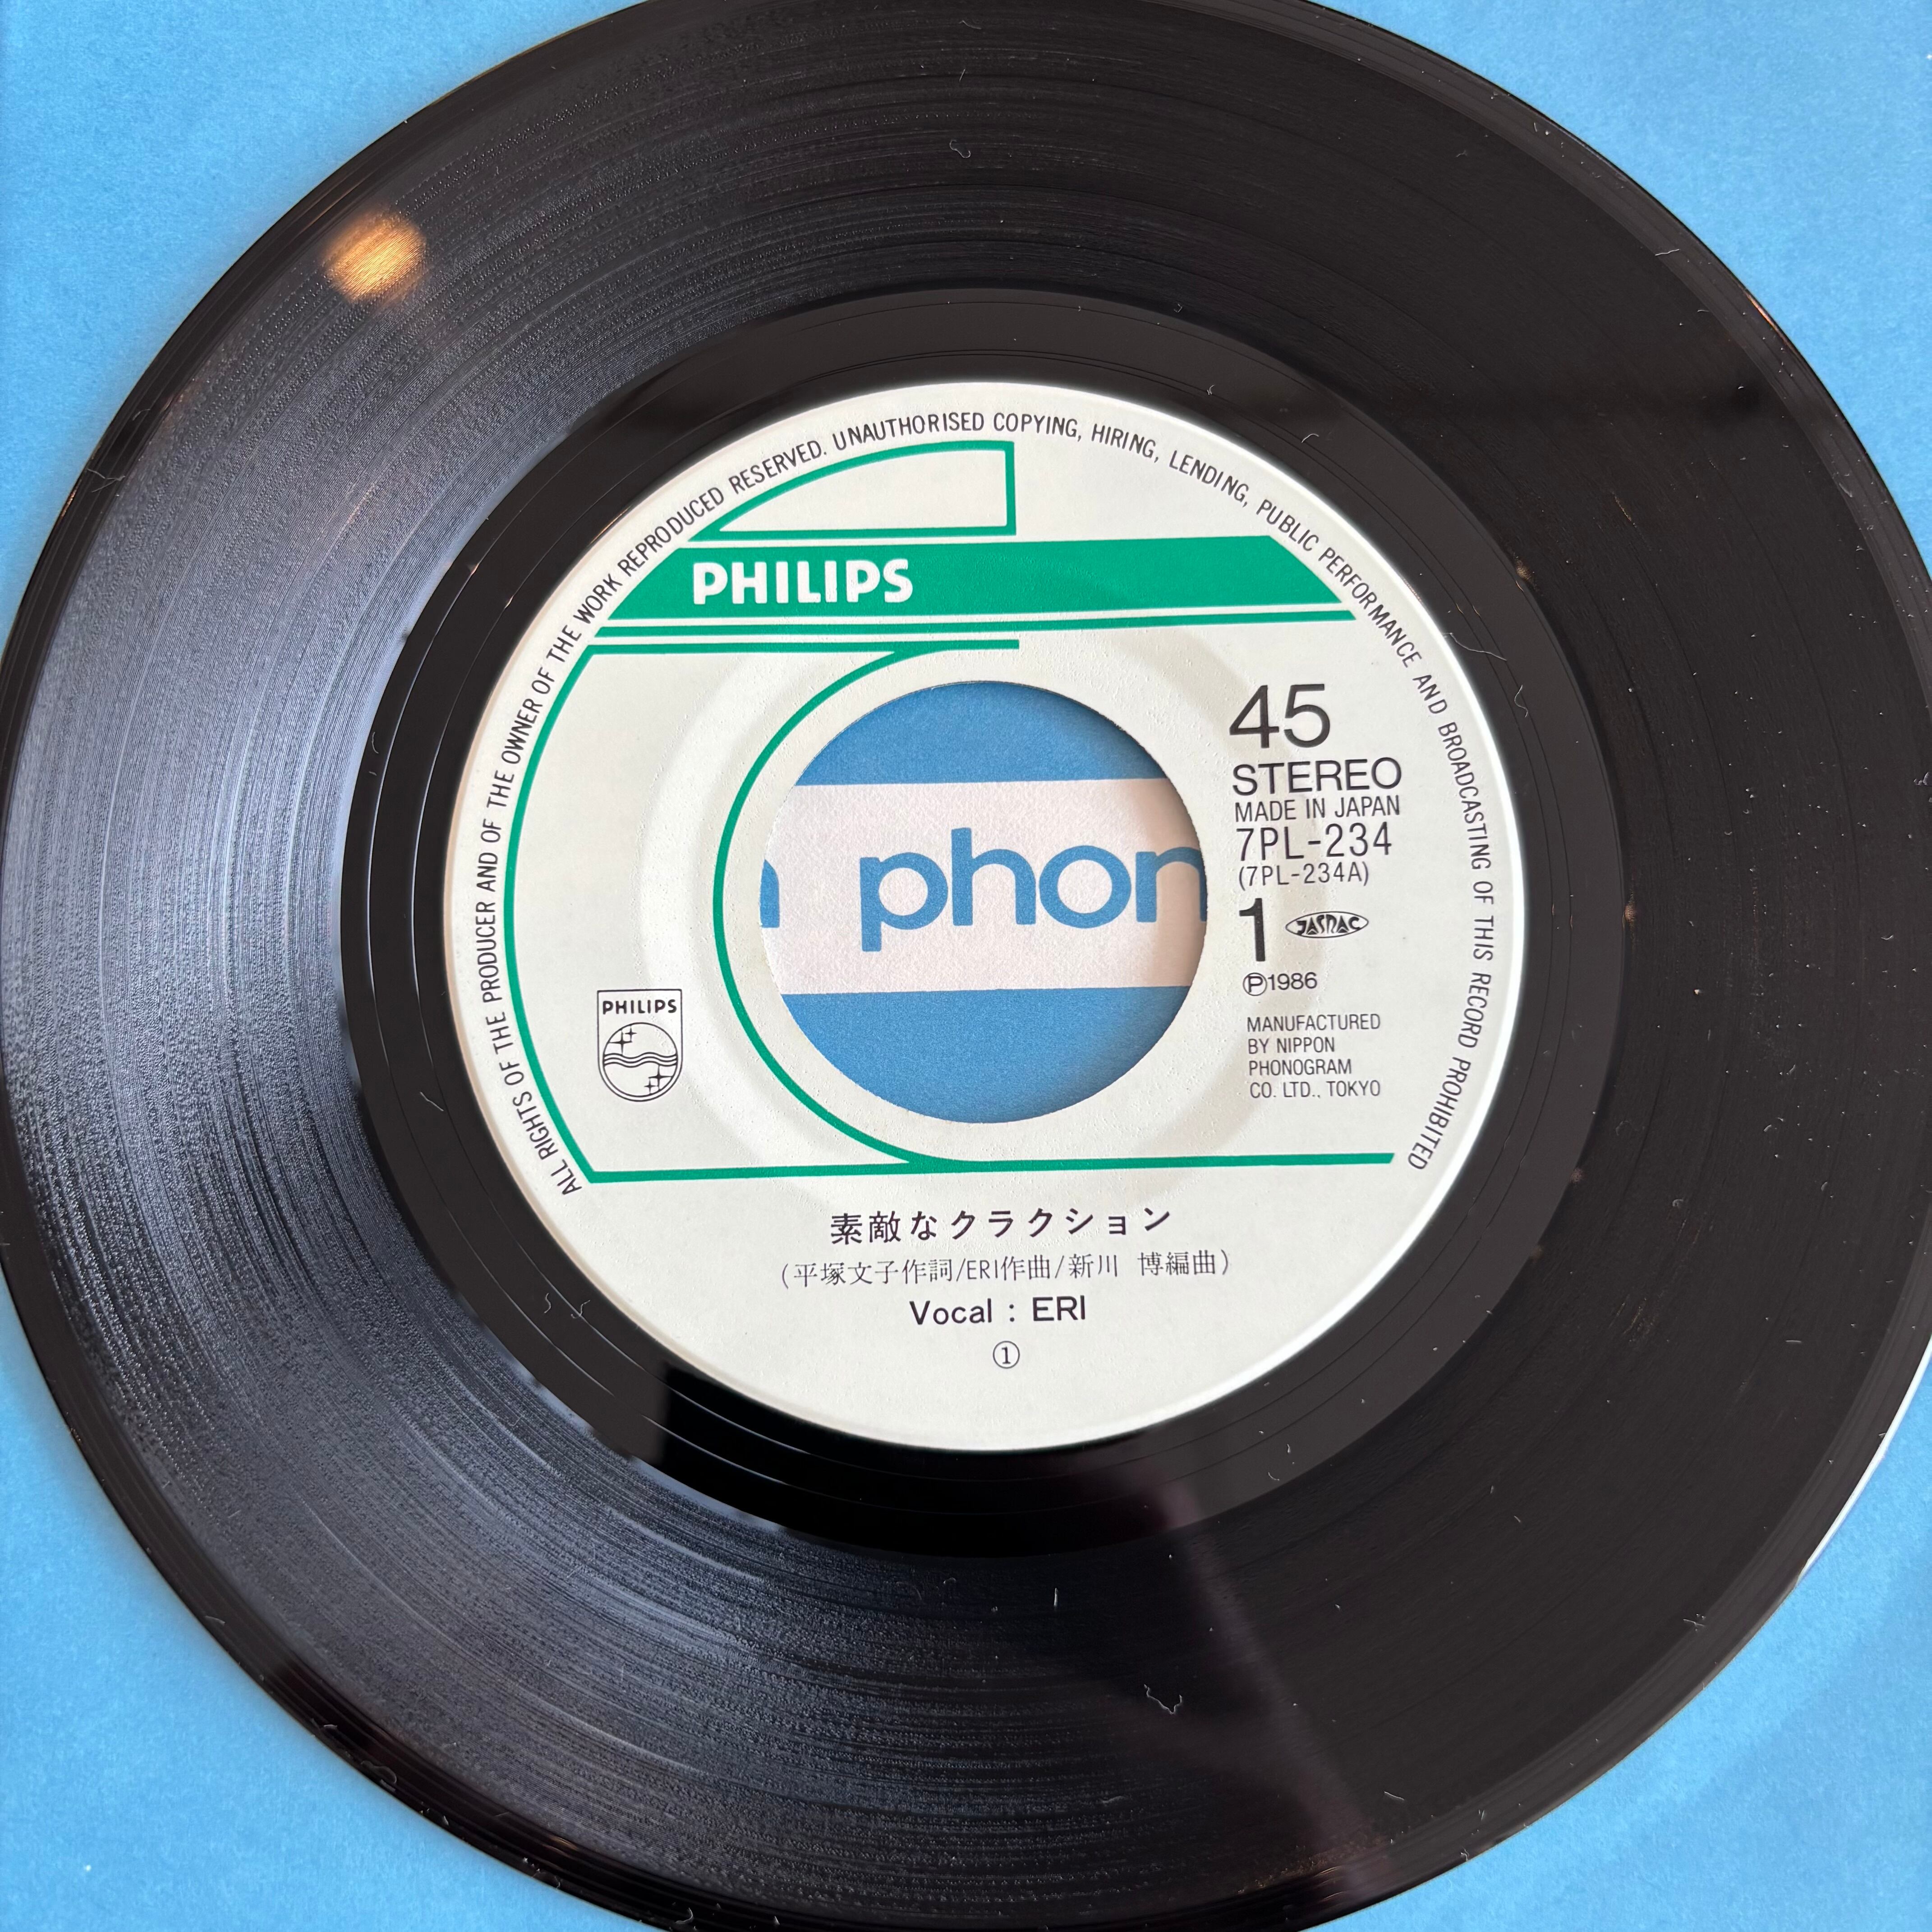 ALL RIGHTS OF THE PRODUCER AND OF THE OWNER OF THE WORK REPRODUCED RESERVED. UNAUTHORISED COPYING, HIRING, LENDING, PUBLIC PERFORMANCE AND BROADCASTING OF THIS RECORD PROHIBITED
PHILIPS
45
STEREO
MADE IN JAPAN
7PL-234
(7PL-234A)
1 JASRAC
Ⓟ1986
MANUFACTURED
BY NIPPON
PHONOGRAM
CO. LTD., TOKYO
phon
PHILIPS
素敵なクラクション
(平塚文子作詞/ERI作曲/新川 博編曲)
Vocal : ERI
①